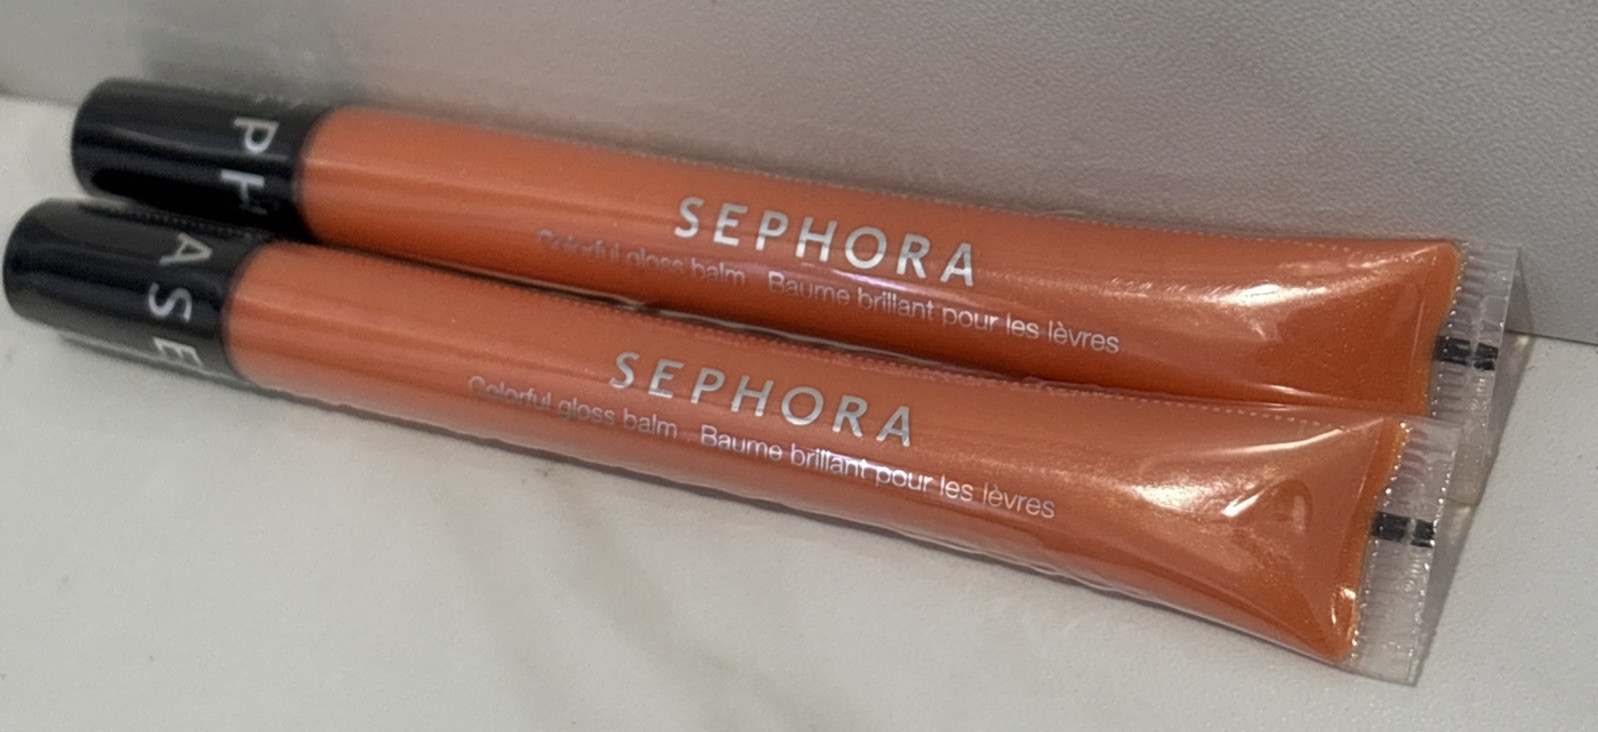 PH
SEPHORA
Colorful gloss balm . Baume brillant pour les lèvres
ASE
SEPHORA
Colorful gloss balm . Baume brillant pour les lèvres